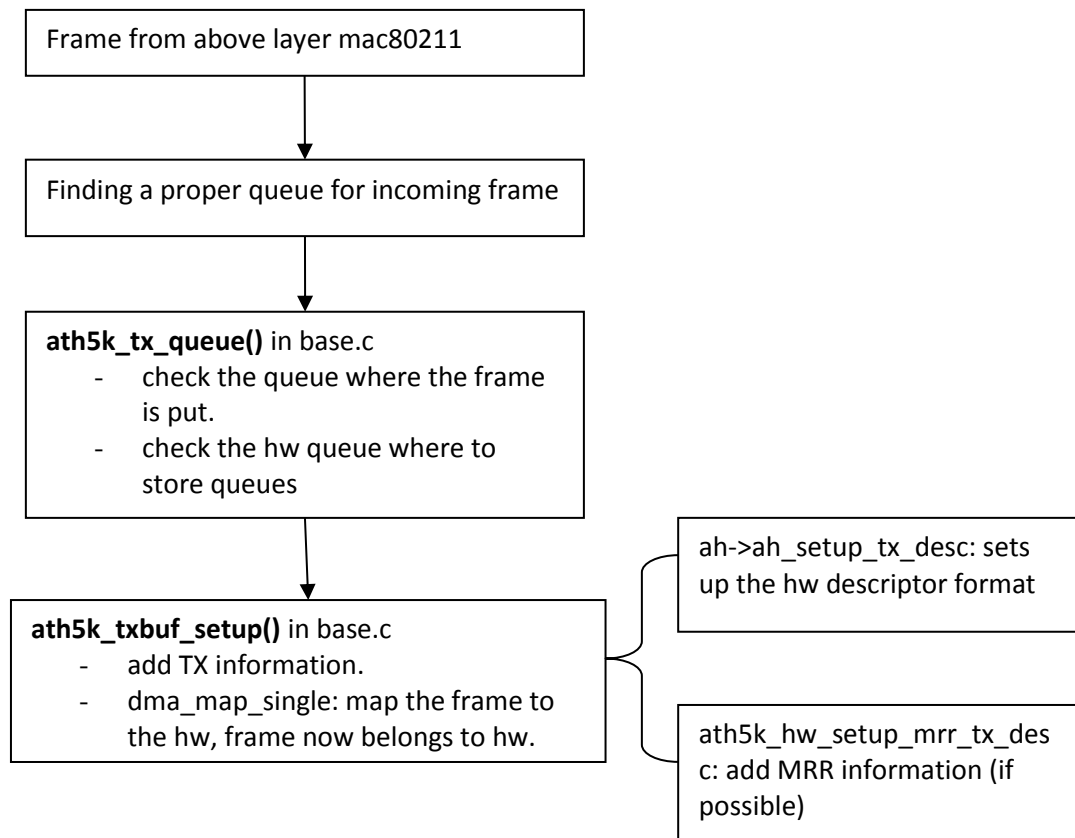 Frame from above layer mac80211
Finding a proper queue for incoming frame
ath5k_tx_queue() in base.c
- check the queue where the frame
is put.
- check the hw queue where to
store queues
ath5k_txbuf_setup() in base.c
- add TX information.
- dma_map_single: map the frame to
the hw, frame now belongs to hw.
ah->ah_setup_tx_desc: sets
up the hw descriptor format
ath5k_hw_setup_mrr_tx_des
c: add MRR information (if
possible)